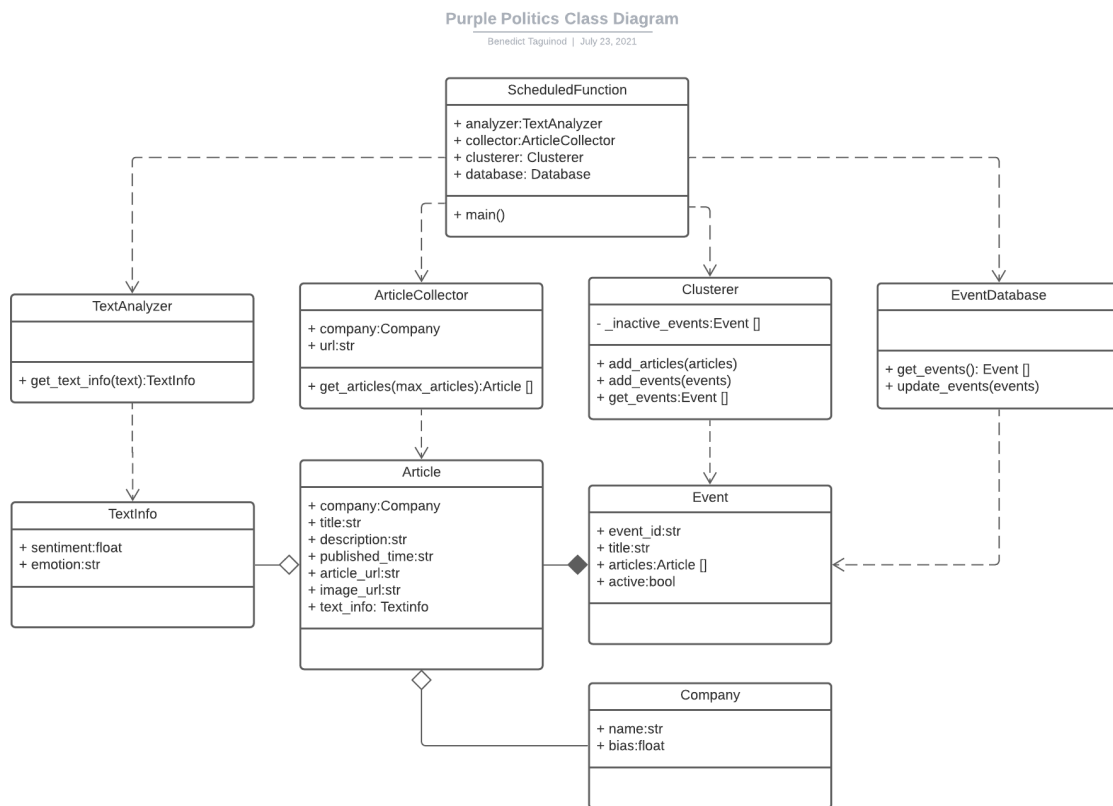 Purple Politics Class Diagram
Benedict Taguinod | July 23, 2021
ScheduledFunction
+ analyzer:TextAnalyzer
+ collector:ArticleCollector
+ clusterer: Clusterer
+ database: Database
+ main()
TextAnalyzer
+ get_text_info(text):TextInfo
ArticleCollector
+ company:Company
+ url:str
+ get_articles(max_articles):Article []
Clusterer
- _inactive_events:Event []
+ add_articles(articles)
+ add_events(events)
+ get_events:Event []
EventDatabase
+ get_events(): Event []
+ update_events(events)
TextInfo
+ sentiment:float
+ emotion:str
Article
+ company:Company
+ title:str
+ description:str
+ published_time:str
+ article_url:str
+ image_url:str
+ text_info: Textinfo
Event
+ event_id:str
+ title:str
+ articles:Article []
+ active:bool
Company
+ name:str
+ bias:float